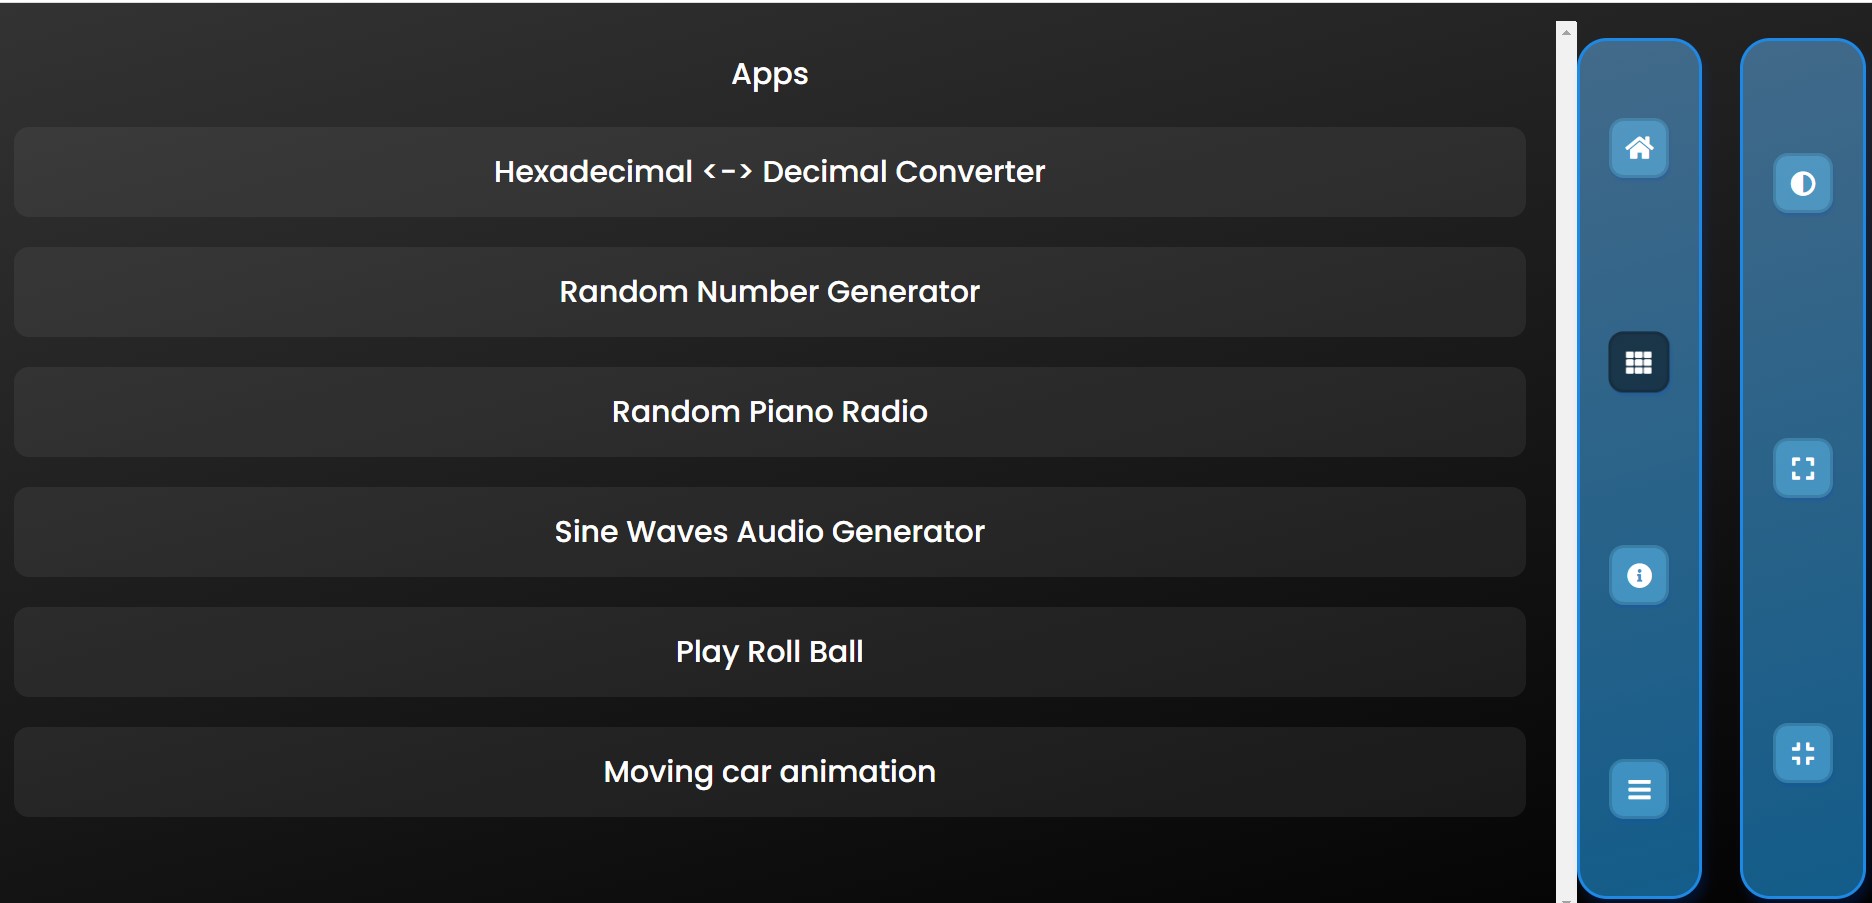 Apps
Hexadecimal <-> Decimal Converter
Random Number Generator
Random Piano Radio
Sine Waves Audio Generator
Play Roll Ball
Moving car animation